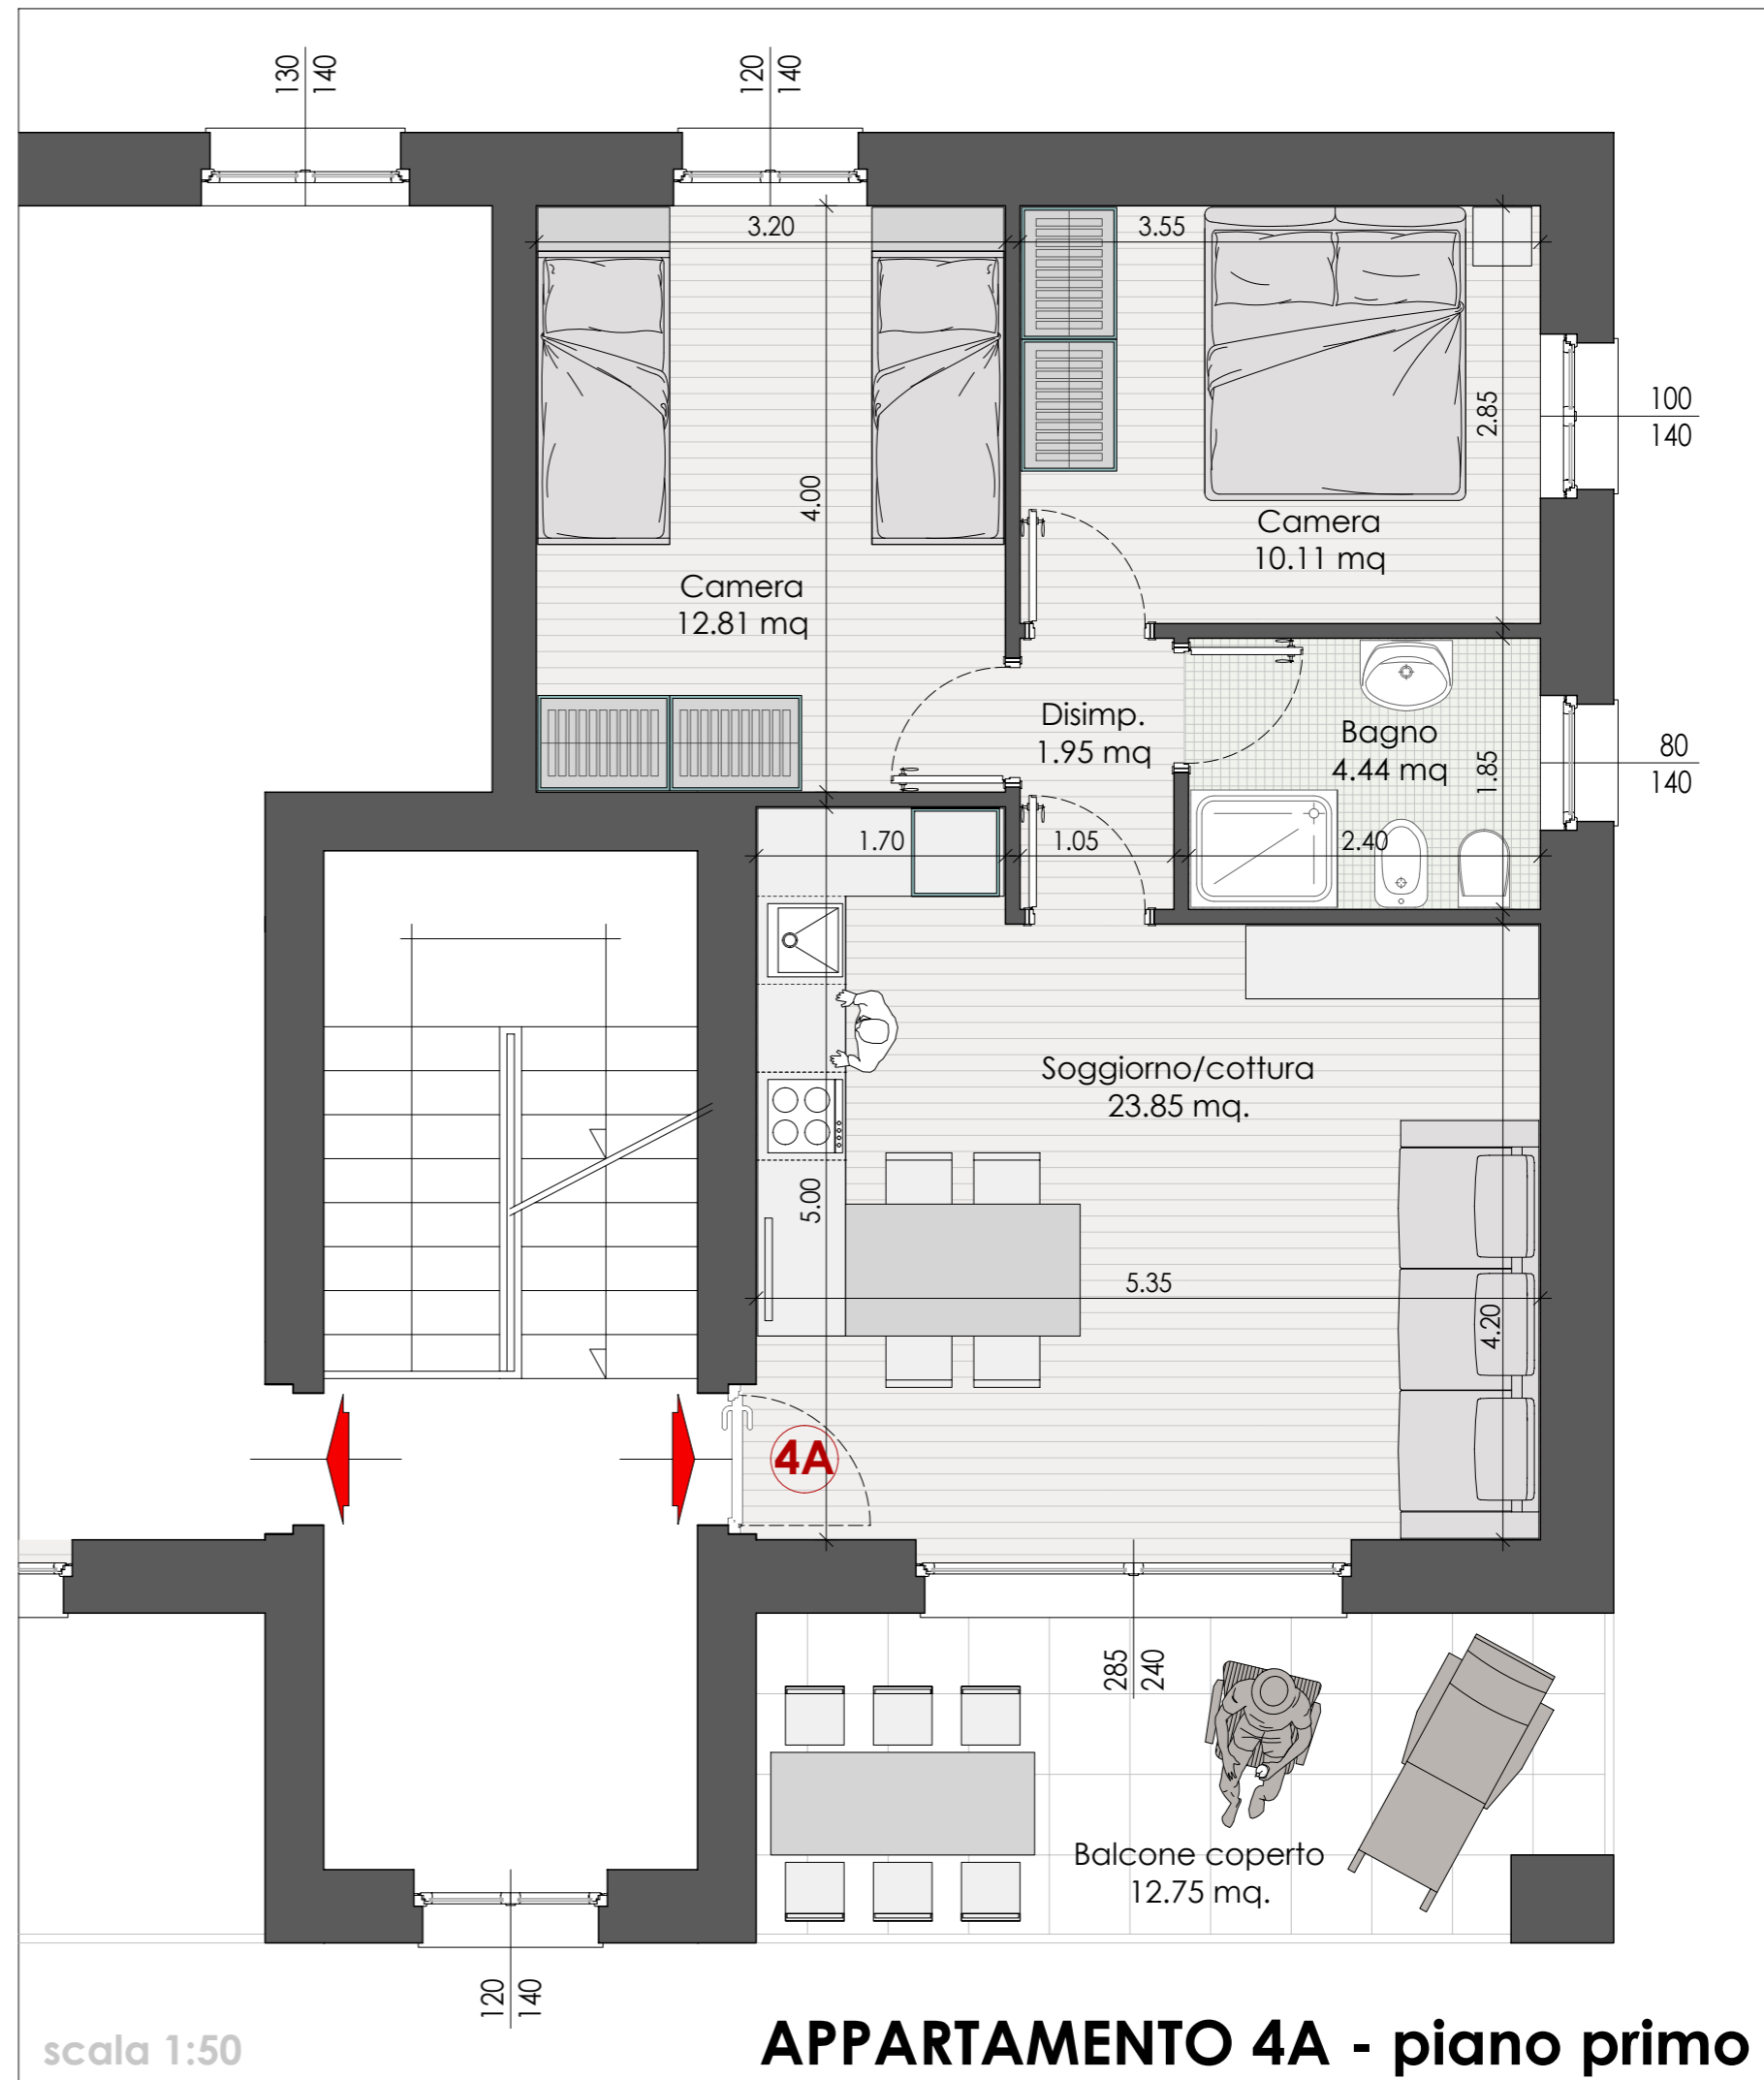 130
140
120
140
3.20
3.55
4.00
2.85
100
140
Camera
10.11 mq
Camera
12.81 mq
Disimp.
1.95 mq
Bagno
4.44 mq
1.85
80
140
1.70
1.05
2.40
Soggiorno/cottura
23.85 mq.
5.00
5.35
4.20
4A
285
240
Balcone coperto
12.75 mq.
120
140
scala 1:50
APPARTAMENTO 4A - piano primo